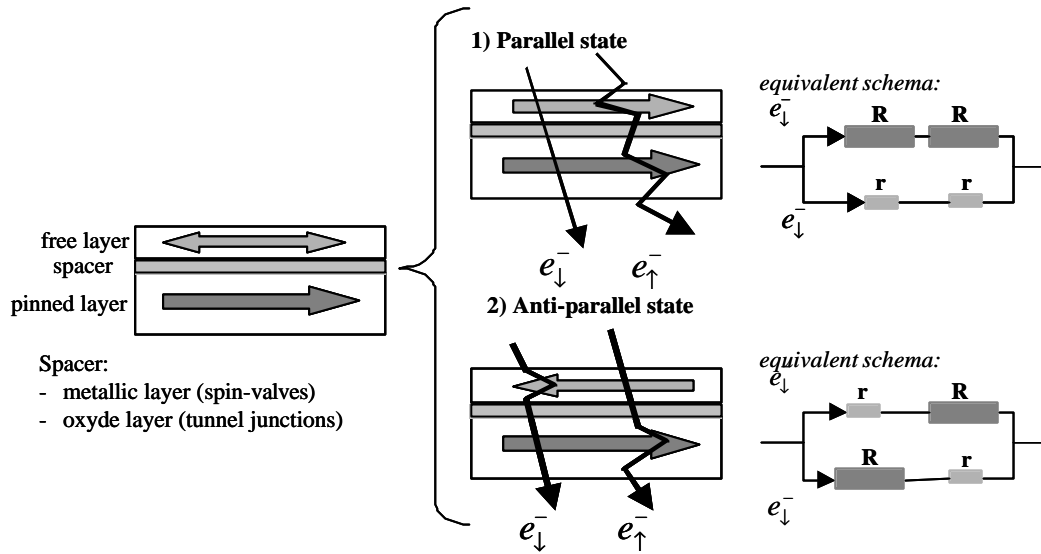 free layer
spacer
pinned layer
Spacer:
- metallic layer (spin-valves)
- oxyde layer (tunnel junctions)
1) Parallel state
e↓⁻ e↑⁻
equivalent schema:
e↓⁻
R R
r r
e↓⁻
2) Anti-parallel state
e↓⁻ e↑⁻
equivalent schema:
e↓⁻
r R
R r
e↓⁻